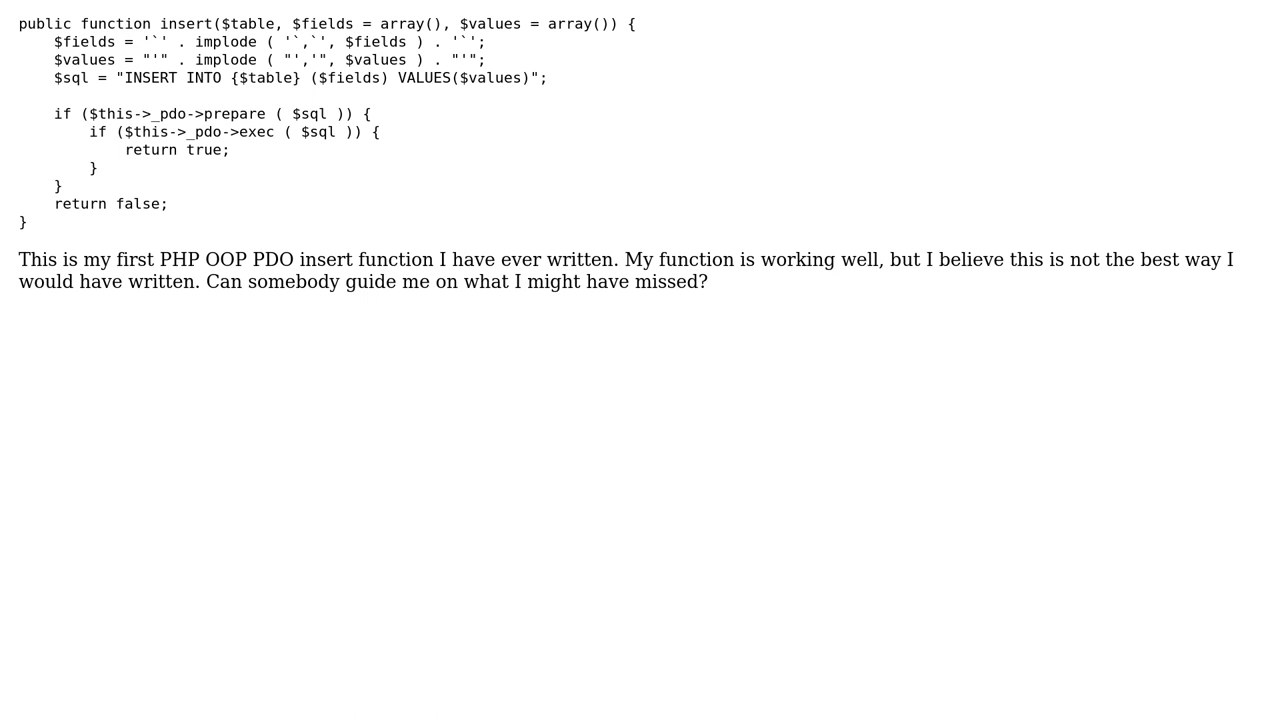 public function insert($table, $fields = array(), $values = array()) {
    $fields = '`' . implode ( '`,`', $fields ) . '`';
    $values = "'" . implode ( "','", $values ) . "'";
    $sql = "INSERT INTO {$table} ($fields) VALUES($values)";

    if ($this->_pdo->prepare ( $sql )) {
        if ($this->_pdo->exec ( $sql )) {
            return true;
        }
    }
    return false;
}

This is my first PHP OOP PDO insert function I have ever written. My function is working well, but I believe this is not the best way I
would have written. Can somebody guide me on what I might have missed?